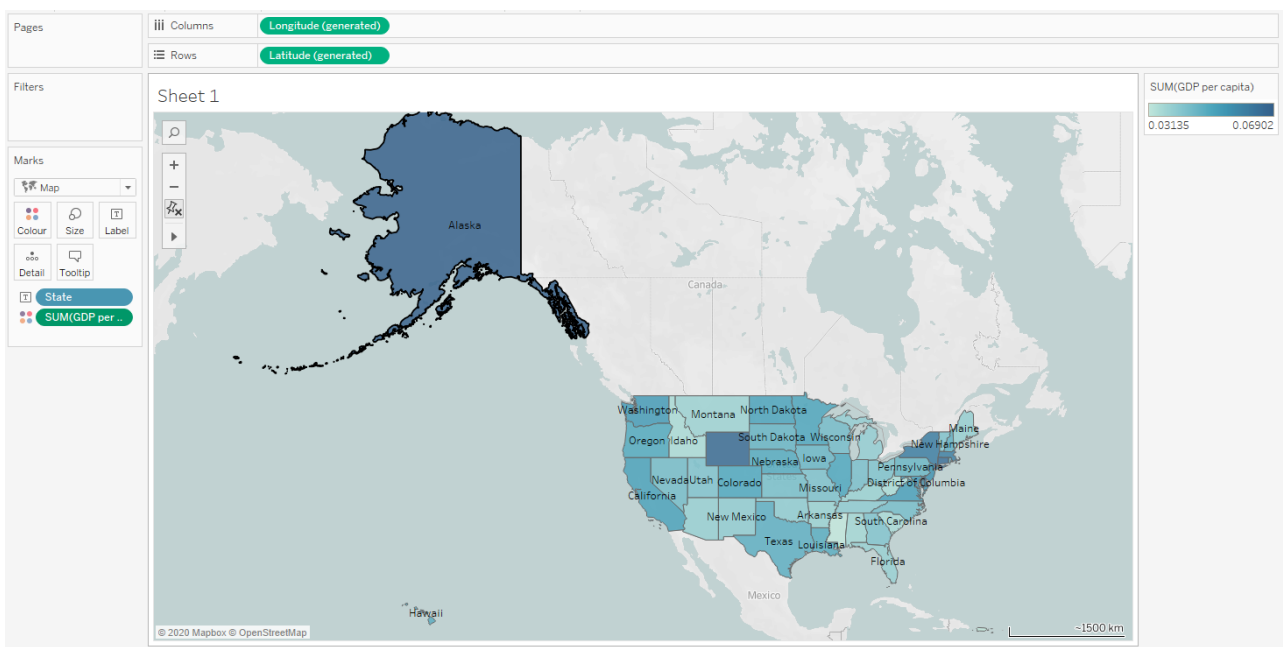 Pages
Columns
Longitude (generated)
Rows
Latitude (generated)
Filters
Marks
Map
Colour
Size
Label
Detail
Tooltip
State
SUM(GDP per ..
Sheet 1
Alaska
Canada
Washington
Montana
North Dakota
Maine
Oregon
Idaho
South Dakota
Wisconsin
New Hampshire
Nebraska
Iowa
Pennsylvania
Nevada
Utah
Colorado
Missouri
District of Columbia
California
New Mexico
Arkansas
South Carolina
Texas
Louisiana
Florida
Mexico
Hawaii
© 2020 Mapbox © OpenStreetMap
~1500 km
SUM(GDP per capita)
0.03135
0.06902